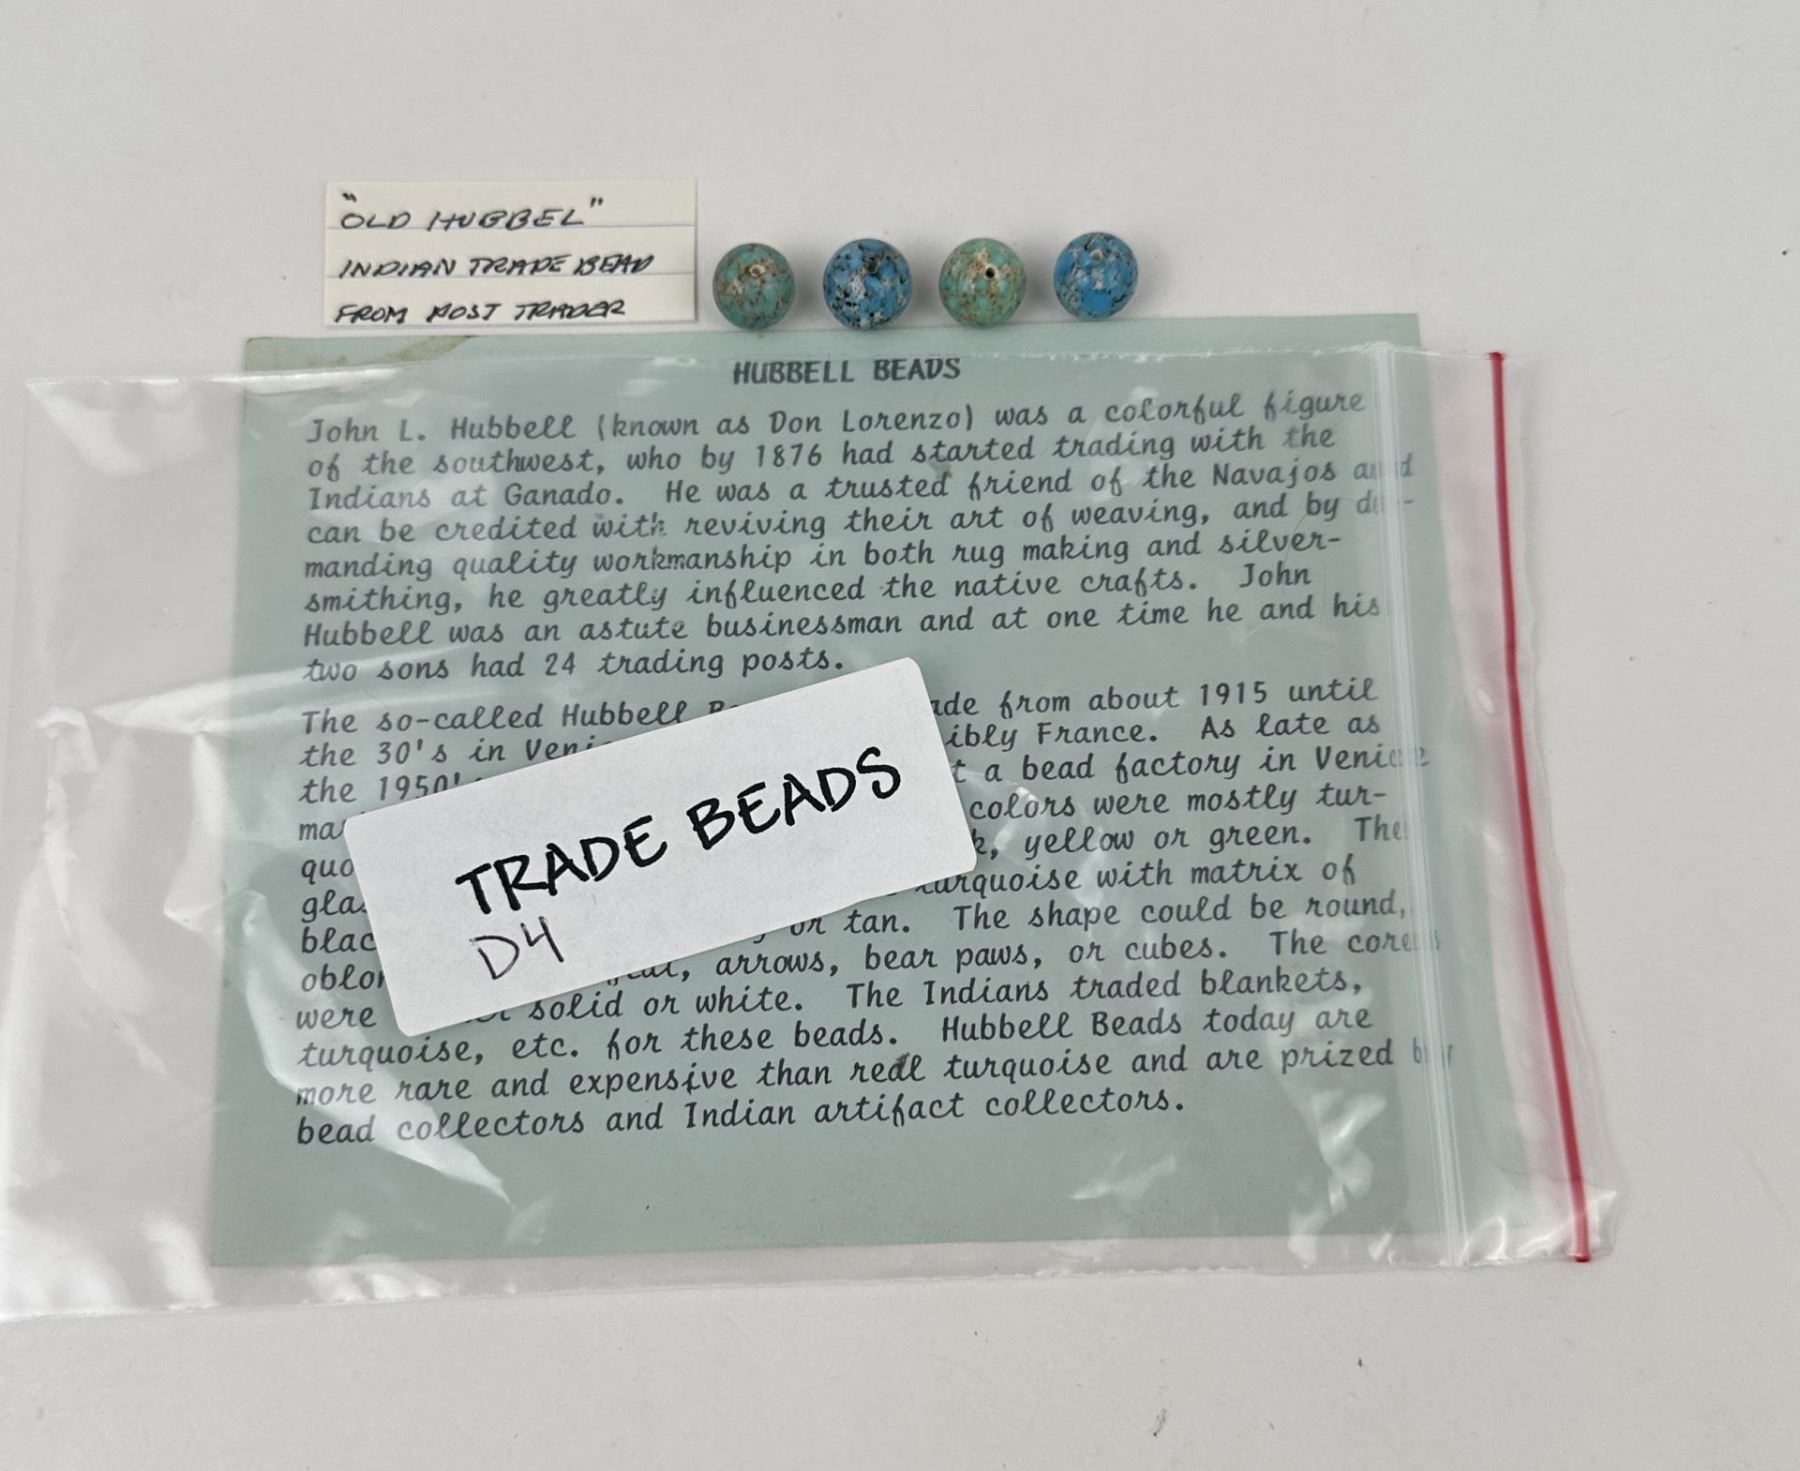 "OLD HUBBEL"
INDIAN TRADE BEAD
FROM POST TRADER
HUBBELL BEADS
John L. Hubbell (known as Don Lorenzo) was a colorful figure
of the southwest, who by 1876 had started trading with the
Indians at Ganado. He was a trusted friend of the Navajos and
can be credited with reviving their art of weaving, and by de-
manding quality workmanship in both rug making and silver-
smithing, he greatly influenced the native crafts. John
Hubbell was an astute businessman and at one time he and his
two sons had 24 trading posts.
The so-called Hubbell from about 1915 until
the 30's in France. As late as
the a bead factory in Venice
colors were mostly tur-
yellow or green. The
turquoise with matrix of
or tan. The shape could be round,
arrows, bear paws, or cubes. The cores
were solid or white. The Indians traded blankets,
turquoise, etc. for these beads. Hubbell Beads today are
more rare and expensive than real turquoise and are prized by
bead collectors and Indian artifact collectors.
TRADE BEADS
D4